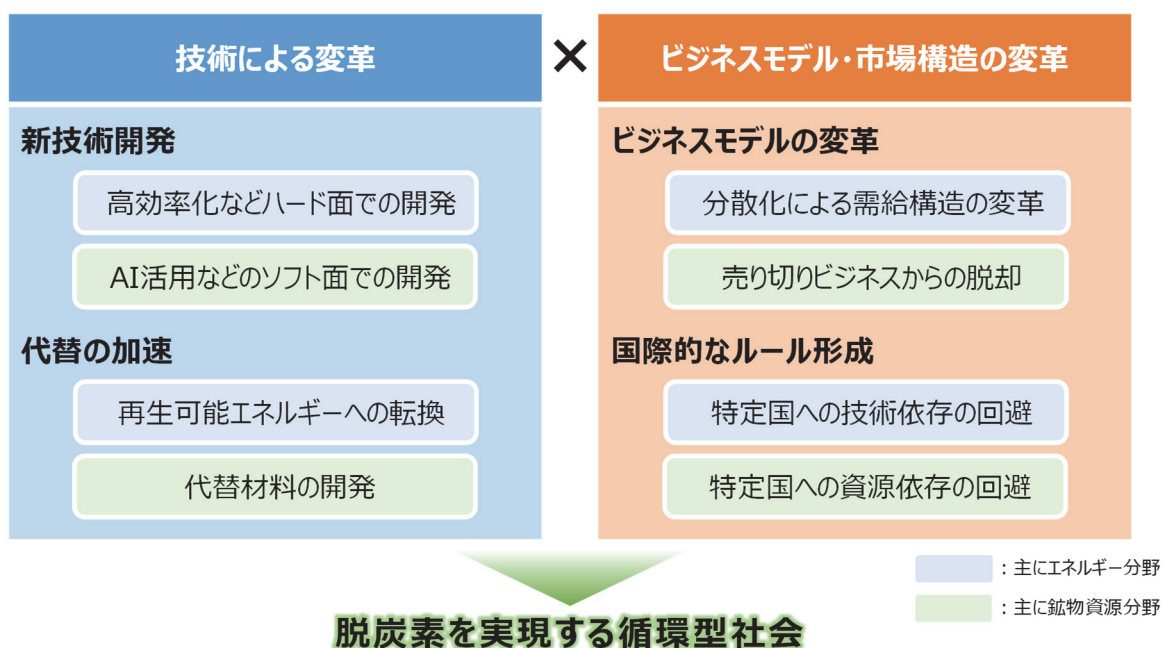 技術による変革
×
ビジネスモデル・市場構造の変革
新技術開発
高効率化などハード面での開発
AI活用などのソフト面での開発
代替の加速
再生可能エネルギーへの転換
代替材料の開発
ビジネスモデルの変革
分散化による需給構造の変革
売り切りビジネスからの脱却
国際的なルール形成
特定国への技術依存の回避
特定国への資源依存の回避
：主にエネルギー分野
：主に鉱物資源分野
脱炭素を実現する循環型社会